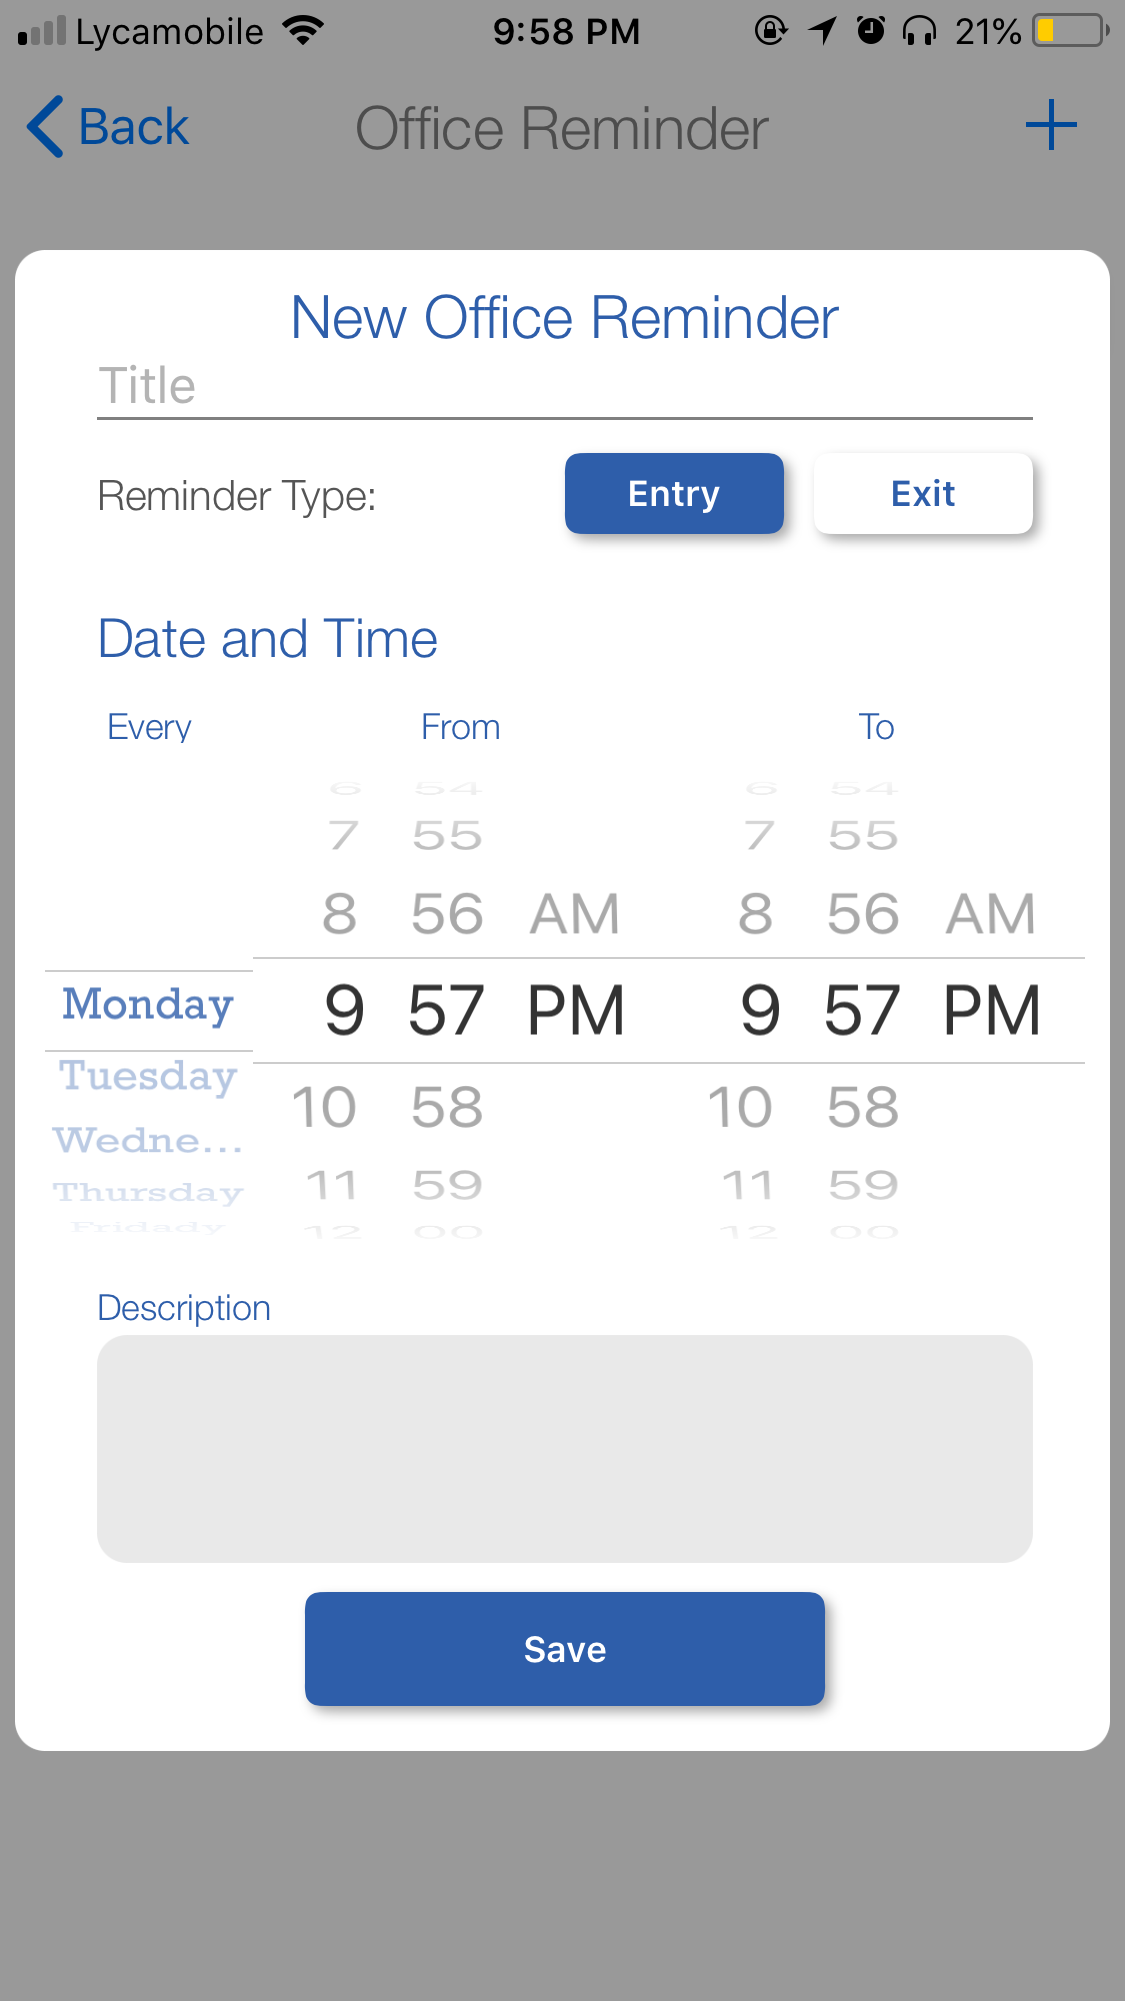 Lycamobile 9:58 PM 21%
Back Office Reminder +
New Office Reminder
Title
Reminder Type: Entry Exit
Date and Time
Every From To
6 54 6 54
7 55 7 55
8 56 AM 8 56 AM
Monday 9 57 PM 9 57 PM
Tuesday 10 58 10 58
Wedne...
Thursday 11 59 11 59
Fridady 12 00 12 00
Description
Save